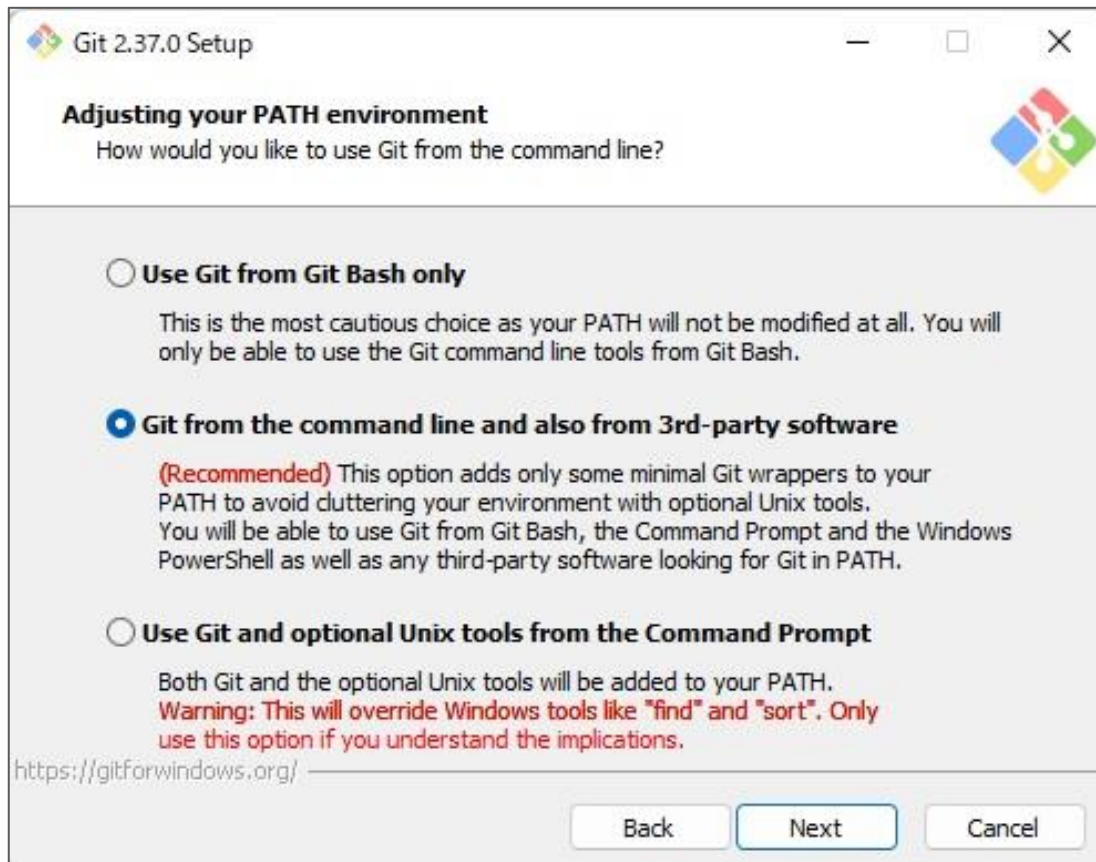 Git 2.37.0 Setup
Adjusting your PATH environment
How would you like to use Git from the command line?
Use Git from Git Bash only
This is the most cautious choice as your PATH will not be modified at all. You will
only be able to use the Git command line tools from Git Bash.
Git from the command line and also from 3rd-party software
(Recommended) This option adds only some minimal Git wrappers to your
PATH to avoid cluttering your environment with optional Unix tools.
You will be able to use Git from Git Bash, the Command Prompt and the Windows
PowerShell as well as any third-party software looking for Git in PATH.
Use Git and optional Unix tools from the Command Prompt
Both Git and the optional Unix tools will be added to your PATH.
Warning: This will override Windows tools like "find" and "sort". Only
use this option if you understand the implications.
https://gitforwindows.org/
Back
Next
Cancel